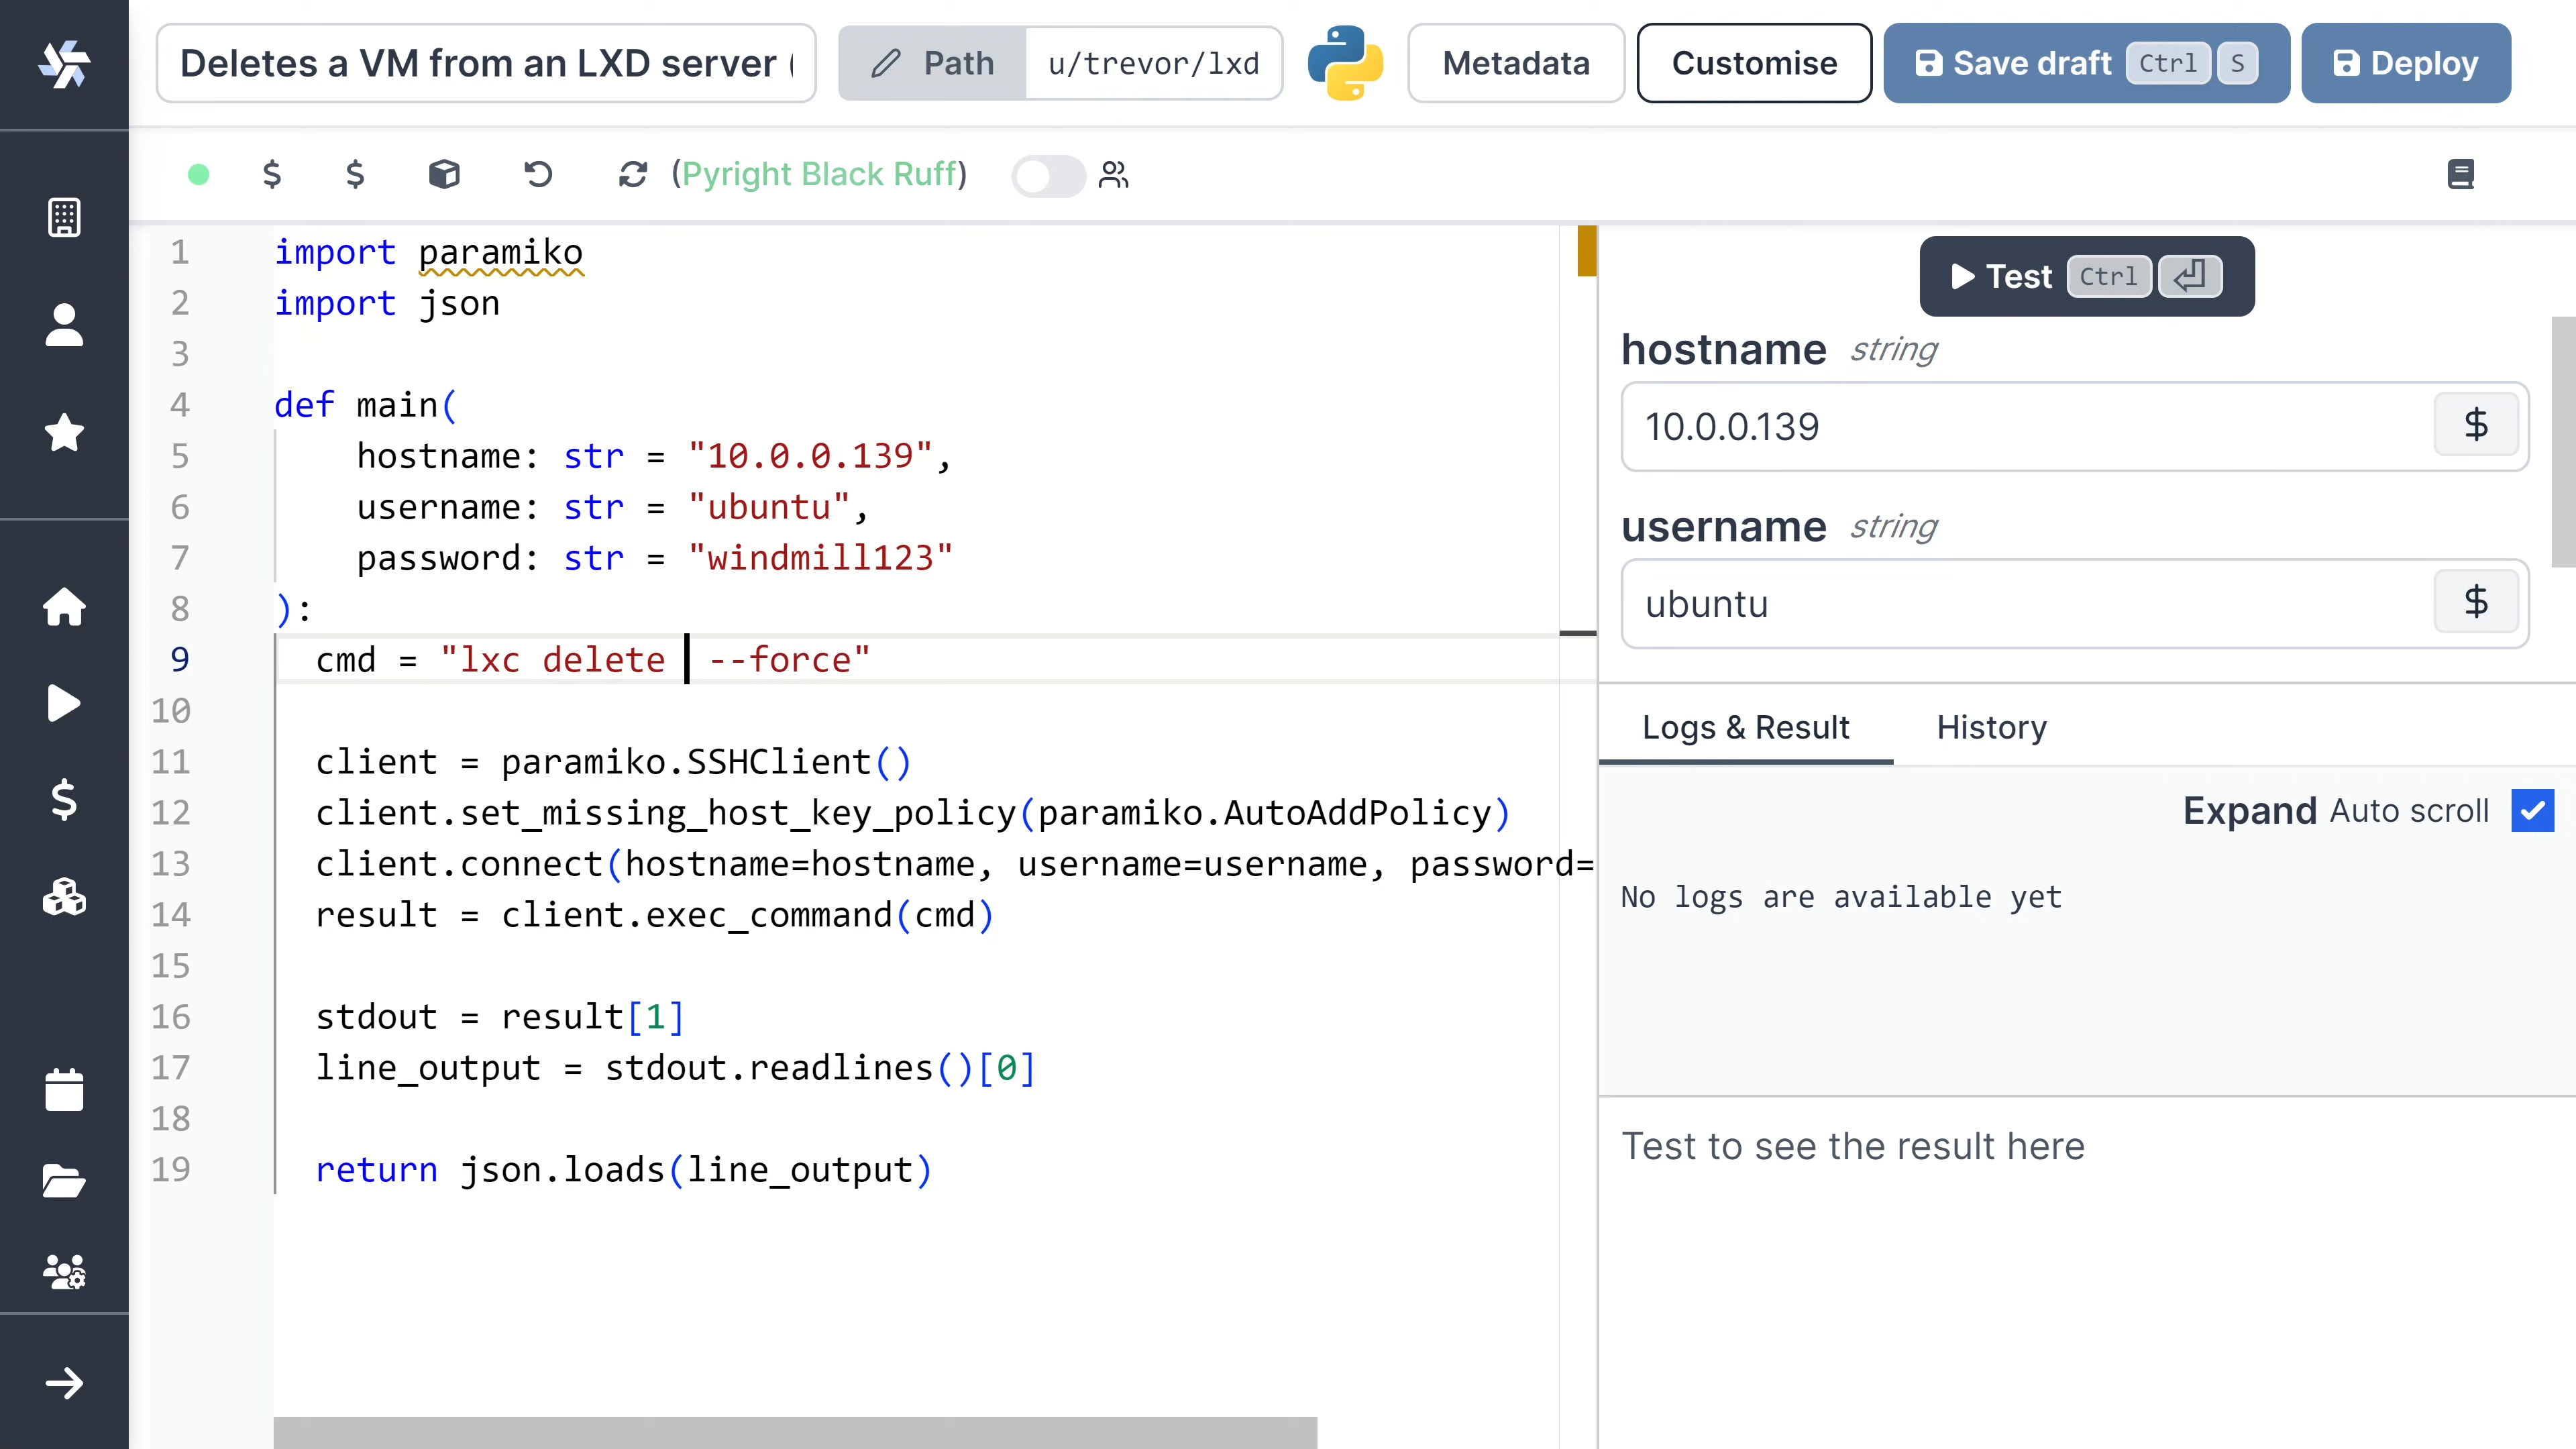 Deletes a VM from an LXD server (
Path u/trevor/lxd
Metadata
Customise
Save draft Ctrl S
Deploy
$ $ (Pyright Black Ruff)
1 import paramiko
2 import json
3
4 def main(
5 hostname: str = "10.0.0.139",
6 username: str = "ubuntu",
7 password: str = "windmill123"
8 ):
9 cmd = "lxc delete  --force"
10
11 client = paramiko.SSHClient()
12 client.set_missing_host_key_policy(paramiko.AutoAddPolicy)
13 client.connect(hostname=hostname, username=username, password=
14 result = client.exec_command(cmd)
15
16 stdout = result[1]
17 line_output = stdout.readlines()[0]
18
19 return json.loads(line_output)
Test Ctrl
hostname string
10.0.0.139 $
username string
ubuntu $
Logs & Result History
Expand Auto scroll
No logs are available yet
Test to see the result here